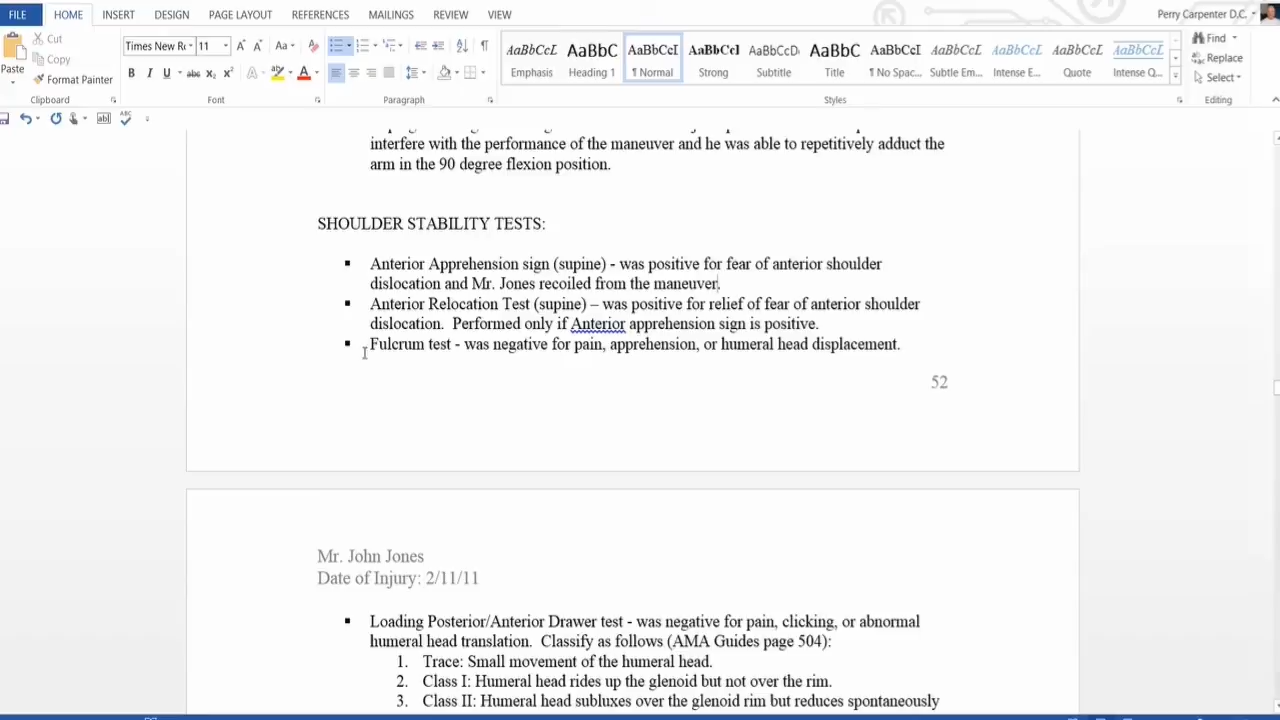 FILE HOME INSERT DESIGN PAGE LAYOUT REFERENCES MAILINGS REVIEW VIEW Perry Carpenter D.C.
Cut
Copy
Format Painter
Paste
Clipboard
Times New Ro 11
Font
Paragraph
AaBbCcL AaBbC AaBbCcI AaBbCcI AaBbCcD AaBbC AaBbCcI AaBbCcL AaBbCcL AaBbCcL AaBbCcL
Emphasis Heading 1 ¶ Normal Strong Subtitle Title ¶ No Spac... Subtle Em... Intense E... Quote Intense Q...
Styles
Find
Replace
Select
Editing
interfere with the performance of the maneuver and he was able to repetitively adduct the
arm in the 90 degree flexion position.
SHOULDER STABILITY TESTS:
▪ Anterior Apprehension sign (supine) - was positive for fear of anterior shoulder
dislocation and Mr. Jones recoiled from the maneuver.
▪ Anterior Relocation Test (supine) – was positive for relief of fear of anterior shoulder
dislocation. Performed only if Anterior apprehension sign is positive.
▪ Fulcrum test - was negative for pain, apprehension, or humeral head displacement.
52
Mr. John Jones
Date of Injury: 2/11/11
▪ Loading Posterior/Anterior Drawer test - was negative for pain, clicking, or abnormal
humeral head translation. Classify as follows (AMA Guides page 504):
1. Trace: Small movement of the humeral head.
2. Class I: Humeral head rides up the glenoid but not over the rim.
3. Class II: Humeral head subluxes over the glenoid rim but reduces spontaneously